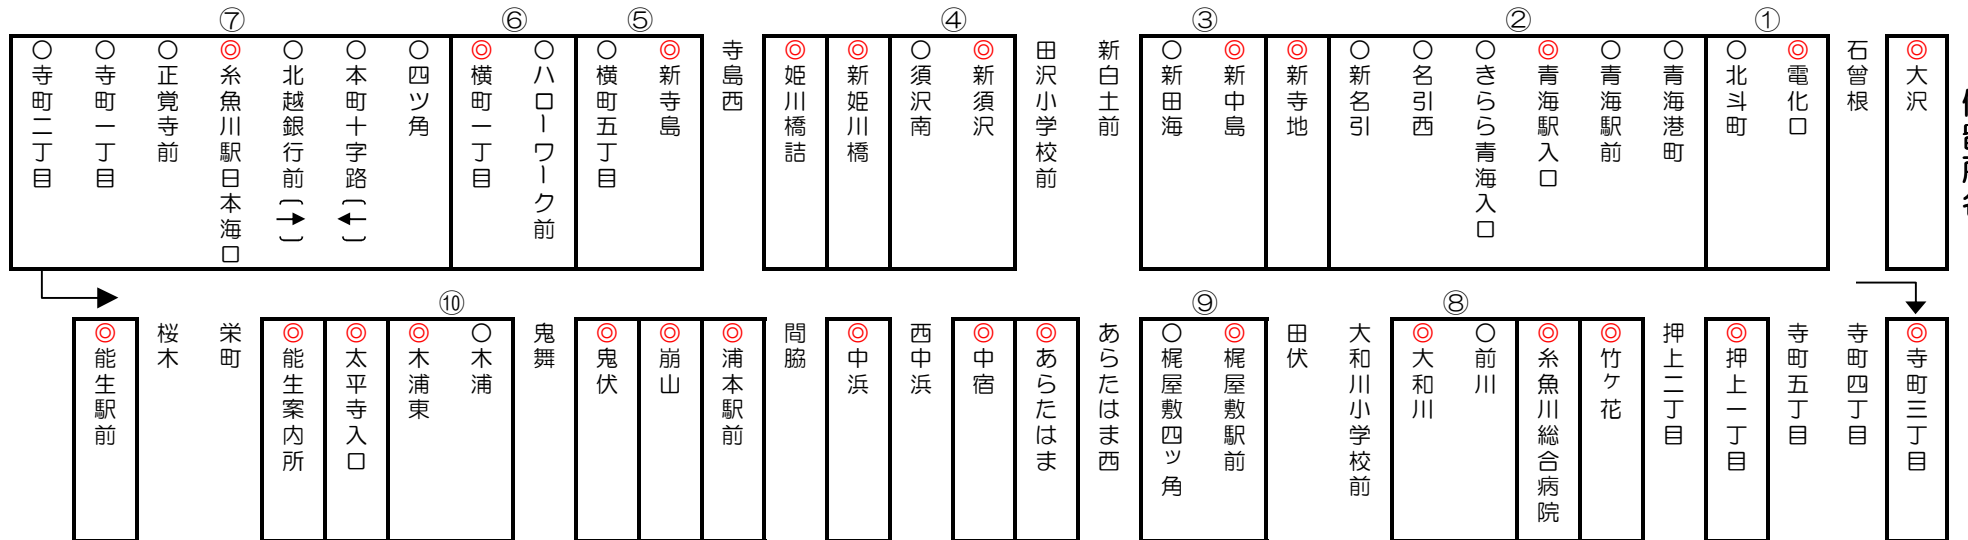 停留所名
◎大沢
石曽根
①
◎電化口
○北斗町
②
○青海港町
○青海駅前
◎青海駅入口
○きらら青海入口
○名引西
○新名引
◎新寺地
③
◎新中島
○新田海
新白土前
田沢小学校前
④
◎新須沢
○須沢南
◎新姫川橋
◎姫川橋詰
寺島西
⑤
◎新寺島
○横町五丁目
⑥
○ハローワーク前
◎横町一丁目
⑦
○四ツ角
○本町十字路(←)
○北越銀行前(→)
◎糸魚川駅日本海口
○正覚寺前
○寺町一丁目
○寺町二丁目
◎寺町三丁目
寺町四丁目
寺町五丁目
◎押上一丁目
押上二丁目
◎竹ケ花
◎糸魚川総合病院
⑧
○前川
◎大和川
大和川小学校前
田伏
⑨
◎梶屋敷駅前
○梶屋敷四ッ角
あらたはま西
◎あらたはま
◎中宿
西中浜
◎中浜
間脇
◎浦本駅前
◎崩山
◎鬼伏
鬼舞
⑩
○木浦
◎木浦東
◎太平寺入口
◎能生案内所
栄町
桜木
◎能生駅前